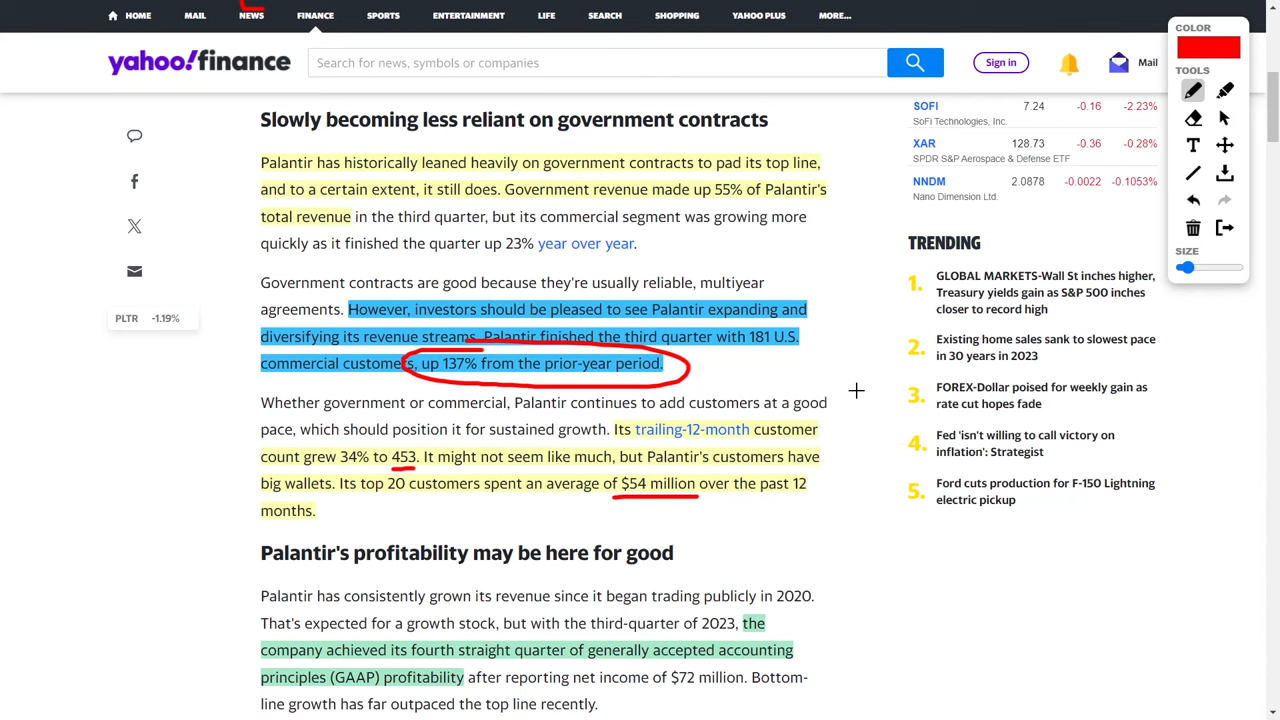 HOME MAIL NEWS FINANCE SPORTS ENTERTAINMENT LIFE SEARCH SHOPPING YAHOO PLUS MORE...
yahoo!finance
Search for news, symbols or companies
Sign in
Mail
Slowly becoming less reliant on government contracts
Palantir has historically leaned heavily on government contracts to pad its top line,
and to a certain extent, it still does. Government revenue made up 55% of Palantir's
total revenue in the third quarter, but its commercial segment was growing more
quickly as it finished the quarter up 23% year over year.
Government contracts are good because they're usually reliable, multiyear
agreements. However, investors should be pleased to see Palantir expanding and
diversifying its revenue streams. Palantir finished the third quarter with 181 U.S.
commercial customers, up 137% from the prior-year period.
Whether government or commercial, Palantir continues to add customers at a good
pace, which should position it for sustained growth. Its trailing-12-month customer
count grew 34% to 453. It might not seem like much, but Palantir's customers have
big wallets. Its top 20 customers spent an average of $54 million over the past 12
months.
Palantir's profitability may be here for good
Palantir has consistently grown its revenue since it began trading publicly in 2020.
That's expected for a growth stock, but with the third-quarter of 2023, the
company achieved its fourth straight quarter of generally accepted accounting
principles (GAAP) profitability after reporting net income of $72 million. Bottom-
line growth has far outpaced the top line recently.
PLTR -1.19%
SOFI 7.24 -0.16 -2.23%
SoFi Technologies, Inc.
XAR 128.73 -0.36 -0.28%
SPDR S&P Aerospace & Defense ETF
NNDM 2.0878 -0.0022 -0.1053%
Nano Dimension Ltd.
TRENDING
1. GLOBAL MARKETS-Wall St inches higher,
Treasury yields gain as S&P 500 inches
closer to record high
2. Existing home sales sank to slowest pace
in 30 years in 2023
3. FOREX-Dollar poised for weekly gain as
rate cut hopes fade
4. Fed 'isn't willing to call victory on
inflation': Strategist
5. Ford cuts production for F-150 Lightning
electric pickup
COLOR
TOOLS
T
SIZE